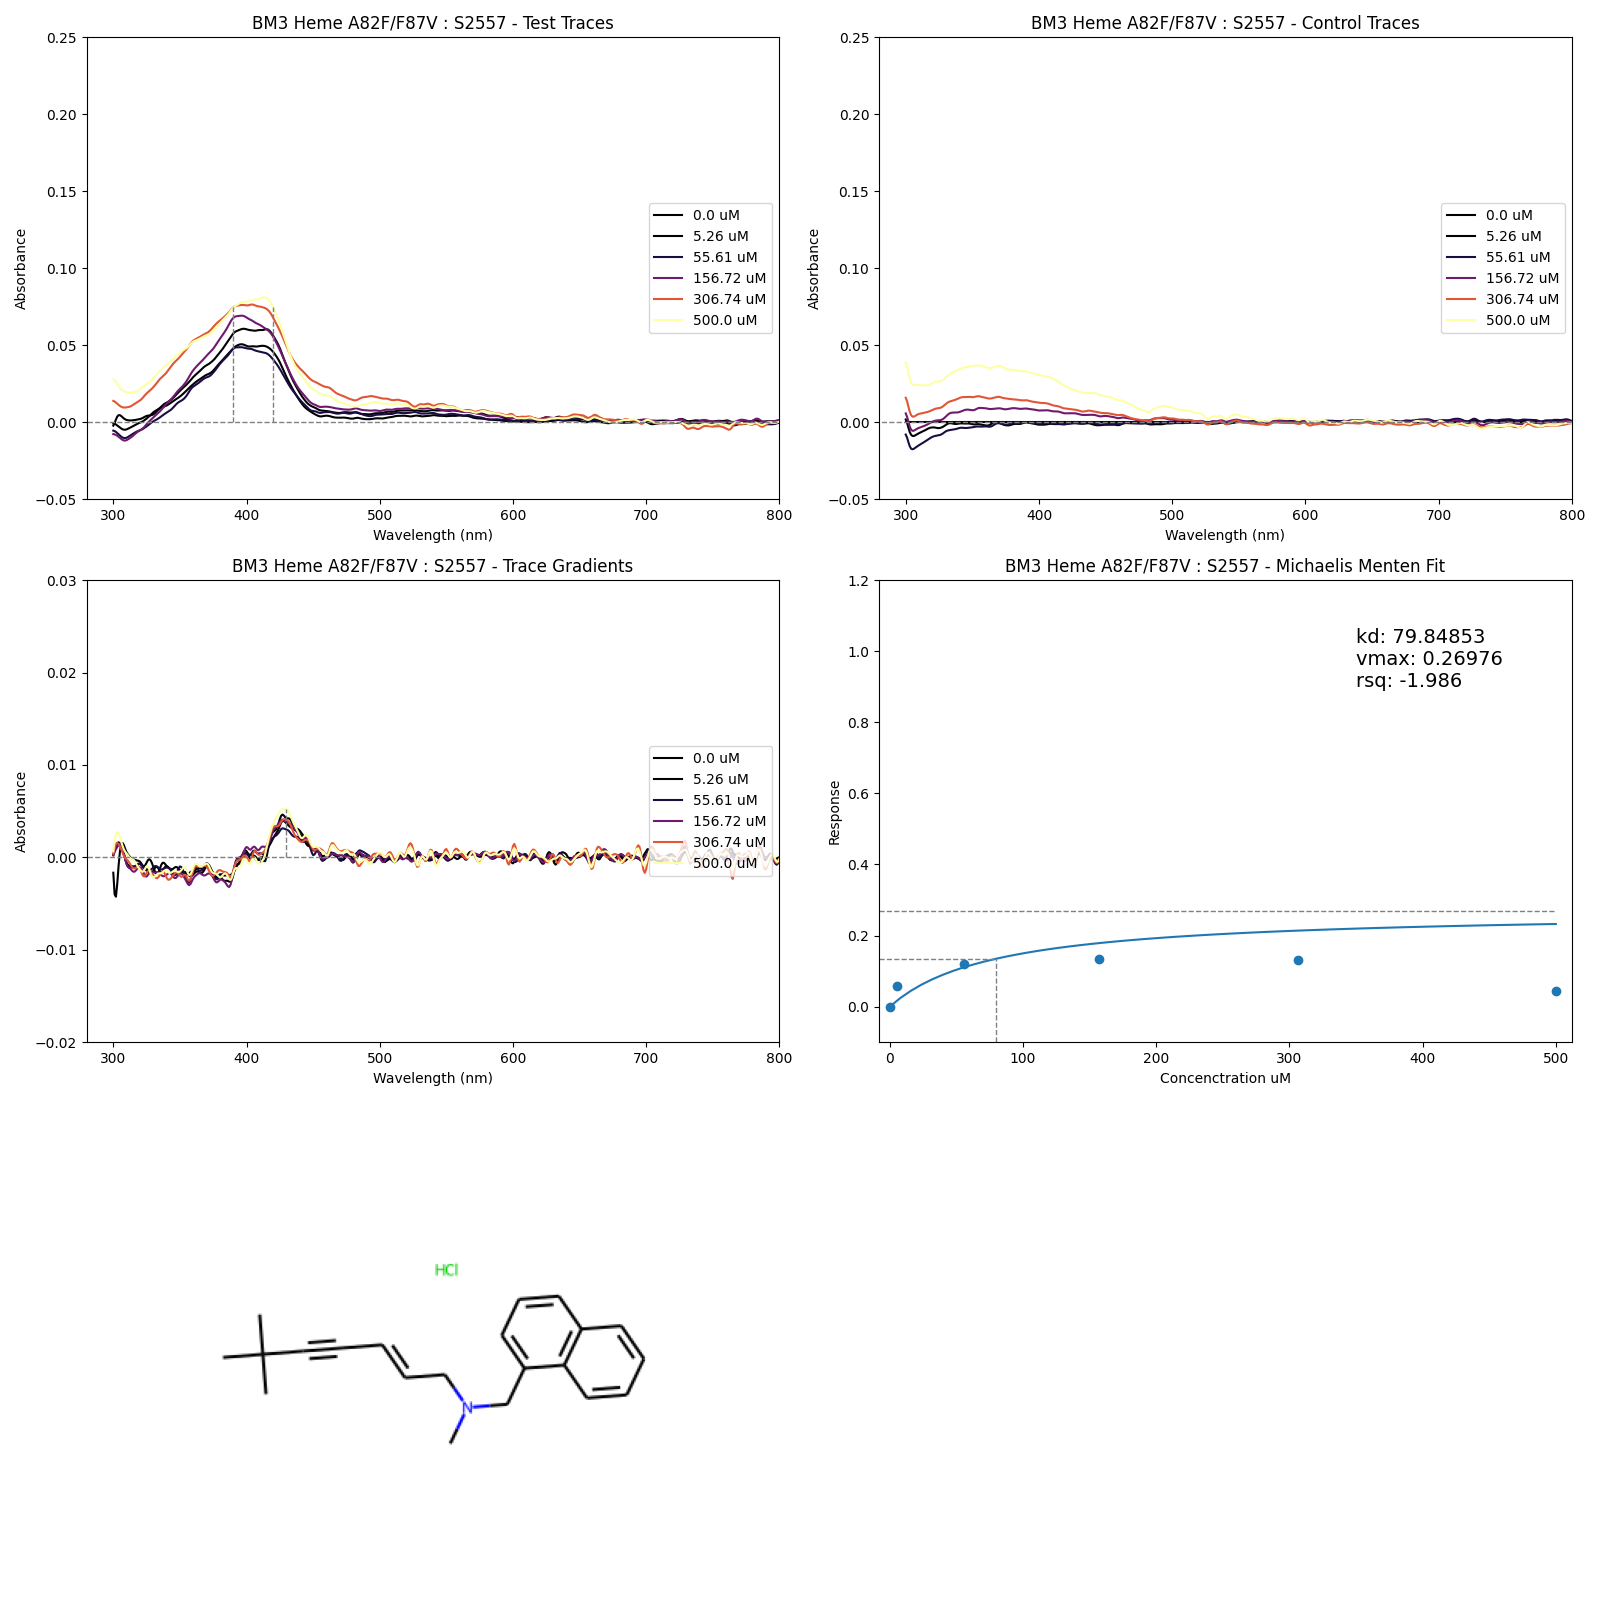 BM3 Heme A82F/F87V : S2557 - Test Traces
0.25
0.20
0.15
0.10
0.05
0.00
−0.05
Absorbance
300 400 500 600 700 800
Wavelength (nm)
0.0 uM
5.26 uM
55.61 uM
156.72 uM
306.74 uM
500.0 uM
BM3 Heme A82F/F87V : S2557 - Control Traces
0.25
0.20
0.15
0.10
0.05
0.00
−0.05
Absorbance
300 400 500 600 700 800
Wavelength (nm)
0.0 uM
5.26 uM
55.61 uM
156.72 uM
306.74 uM
500.0 uM
BM3 Heme A82F/F87V : S2557 - Trace Gradients
0.03
0.02
0.01
0.00
−0.01
−0.02
Absorbance
300 400 500 600 700 800
Wavelength (nm)
0.0 uM
5.26 uM
55.61 uM
156.72 uM
306.74 uM
500.0 uM
BM3 Heme A82F/F87V : S2557 - Michaelis Menten Fit
1.2
1.0
0.8
0.6
0.4
0.2
0.0
Response
kd: 79.84853
vmax: 0.26976
rsq: -1.986
0 100 200 300 400 500
Concenctration uM
HCl
N